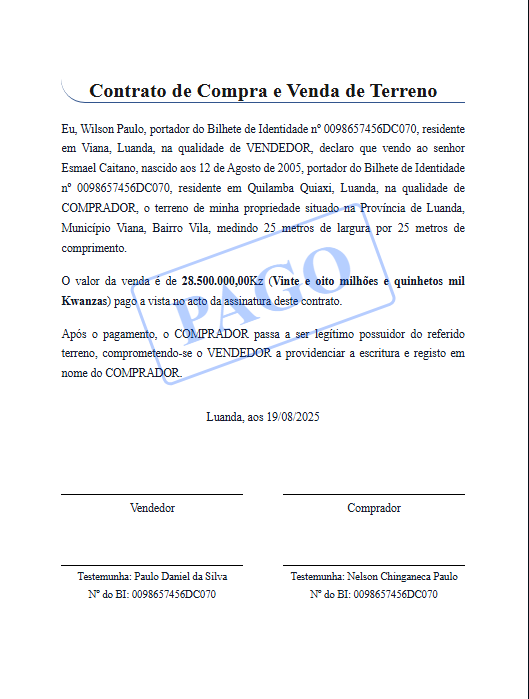 Contrato de Compra e Venda de Terreno
Eu, Wilson Paulo, portador do Bilhete de Identidade nº 0098657456DC070, residente
em Viana, Luanda, na qualidade de VENDEDOR, declaro que vendo ao senhor
Esmael Caitano, nascido aos 12 de Agosto de 2005, portador do Bilhete de Identidade
nº 0098657456DC070, residente em Quilamba Quiaxi, Luanda, na qualidade de
COMPRADOR, o terreno de minha propriedade situado na Província de Luanda,
Município Viana, Bairro Vila, medindo 25 metros de largura por 25 metros de
comprimento.
O valor da venda é de 28.500.000,00Kz (Vinte e oito milhões e quinhetos mil
Kwanzas) pago a vista no acto da assinatura deste contrato.
Após o pagamento, o COMPRADOR passa a ser legítimo possuidor do referido
terreno, comprometendo-se o VENDEDOR a providenciar a escritura e registo em
nome do COMPRADOR.
PAGO
Luanda, aos 19/08/2025
Vendedor
Comprador
Testemunha: Paulo Daniel da Silva
Nº do BI: 0098657456DC070
Testemunha: Nelson Chinganeca Paulo
Nº do BI: 0098657456DC070